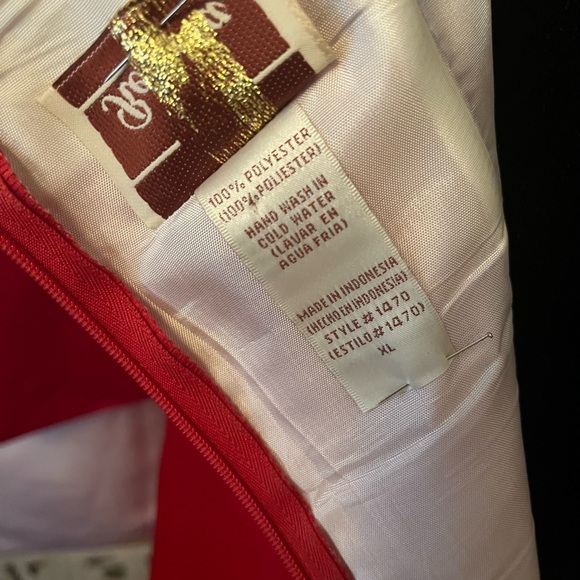 100% POLYESTER
(100% POLIESTER)
HAND WASH IN
COLD WATER
(LAVAR EN
AGUA FRIA)
MADE IN INDONESIA
(HECHO EN INDONESIA)
STYLE #1470
(ESTILO #1470)
XL